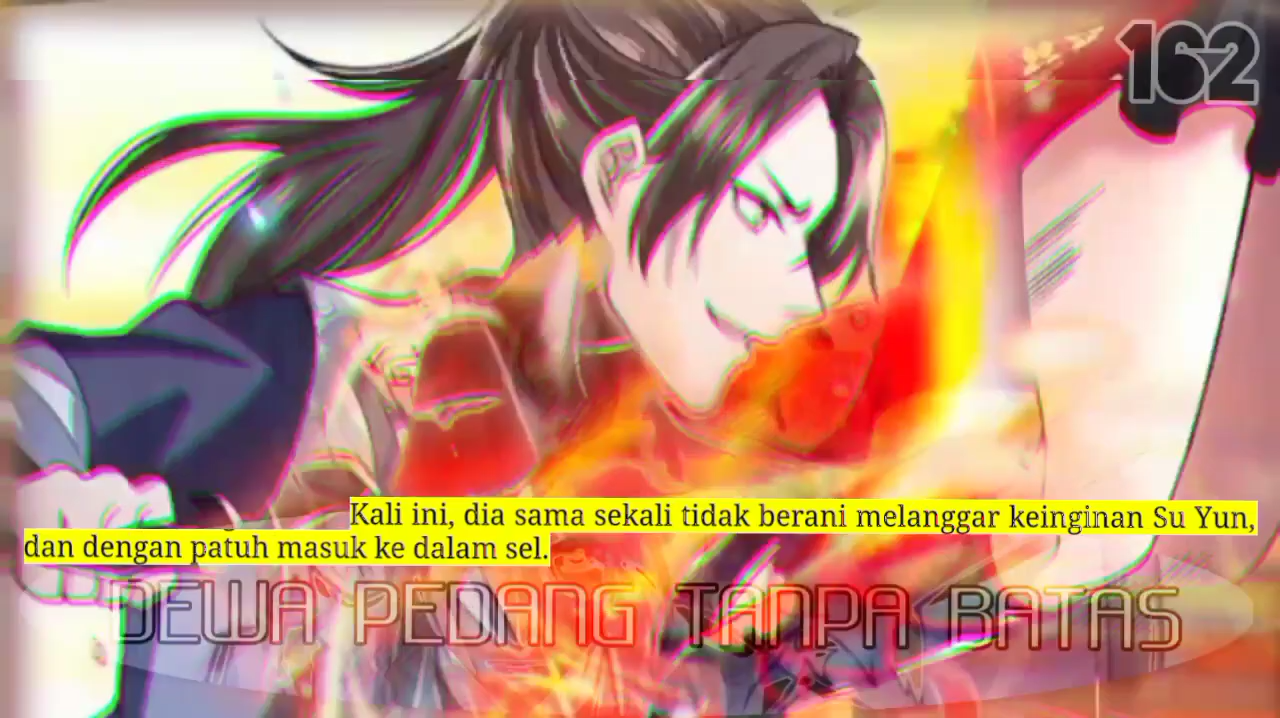 162
Kali ini, dia sama sekali tidak berani melanggar keinginan Su Yun,
dan dengan patuh masuk ke dalam sel.
DEWA PEDANG TANPA BATAS